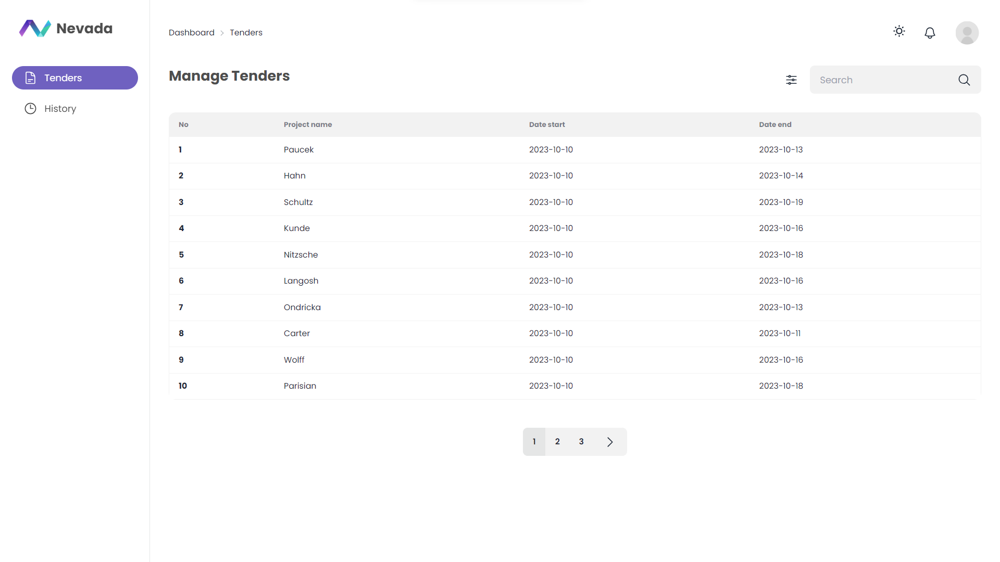 Nevada
Tenders
History
Dashboard > Tenders
Manage Tenders
Search
No Project name Date start Date end
1 Paucek 2023-10-10 2023-10-13
2 Hahn 2023-10-10 2023-10-14
3 Schultz 2023-10-10 2023-10-19
4 Kunde 2023-10-10 2023-10-16
5 Nitzsche 2023-10-10 2023-10-18
6 Langosh 2023-10-10 2023-10-16
7 Ondricka 2023-10-10 2023-10-13
8 Carter 2023-10-10 2023-10-11
9 Wolff 2023-10-10 2023-10-16
10 Parisian 2023-10-10 2023-10-18
1 2 3